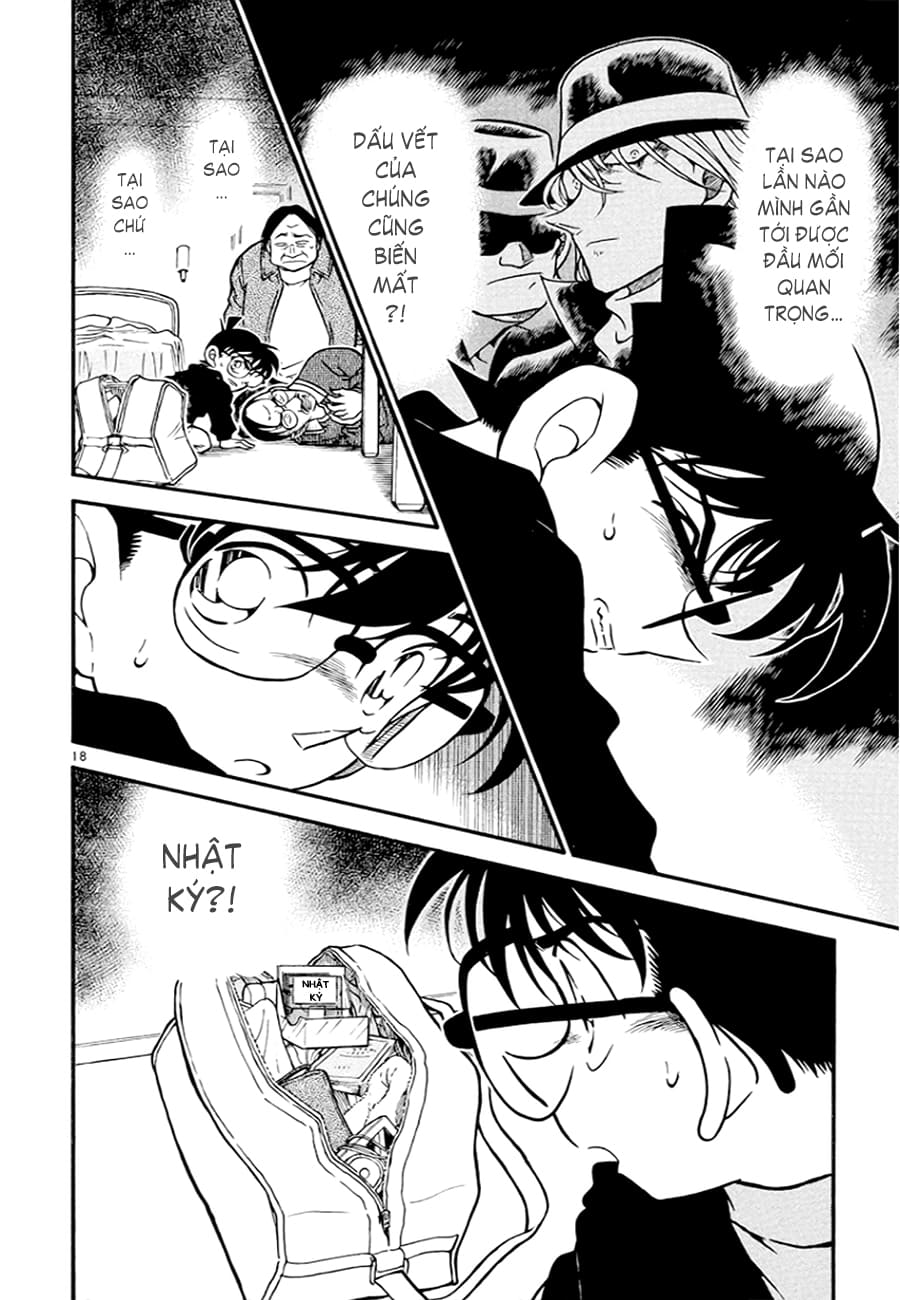 TẠI SAO
LẦN NÀO
MÌNH GẦN
TỚI ĐƯỢC
ĐẦU MỐI
QUAN
TRỌNG...
DẤU VẾT
CỦA
CHÚNG
CŨNG
BIẾN
MẤT
?!
TẠI
SAO
...
TẠI
SAO
CHỨ
...
18
NHẬT
KÝ?!
NHẬT
KÝ